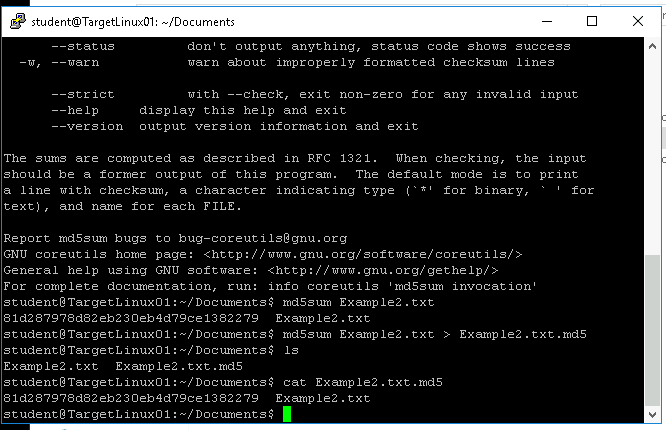 student@TargetLinux01: ~/Documents
--status don't output anything, status code shows success
-w, --warn warn about improperly formatted checksum lines
--strict with --check, exit non-zero for any invalid input
--help display this help and exit
--version output version information and exit
The sums are computed as described in RFC 1321. When checking, the input
should be a former output of this program. The default mode is to print
a line with checksum, a character indicating type (`*' for binary, ` ' for
text), and name for each FILE.
Report md5sum bugs to bug-coreutils@gnu.org
GNU coreutils home page: <http://www.gnu.org/software/coreutils/>
General help using GNU software: <http://www.gnu.org/gethelp/>
For complete documentation, run: info coreutils 'md5sum invocation'
student@TargetLinux01:~/Documents$ md5sum Example2.txt
81d287978d82eb230eb4d79ce1382279 Example2.txt
student@TargetLinux01:~/Documents$ md5sum Example2.txt > Example2.txt.md5
student@TargetLinux01:~/Documents$ ls
Example2.txt Example2.txt.md5
student@TargetLinux01:~/Documents$ cat Example2.txt.md5
81d287978d82eb230eb4d79ce1382279 Example2.txt
student@TargetLinux01:~/Documents$